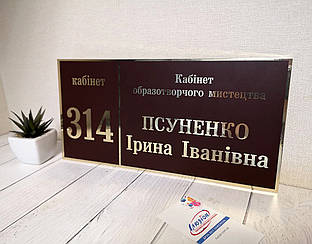 кабінет
314
Кабінет
образотворчого мистецтва
ПСУНЕНКО
Ірина Іванівна